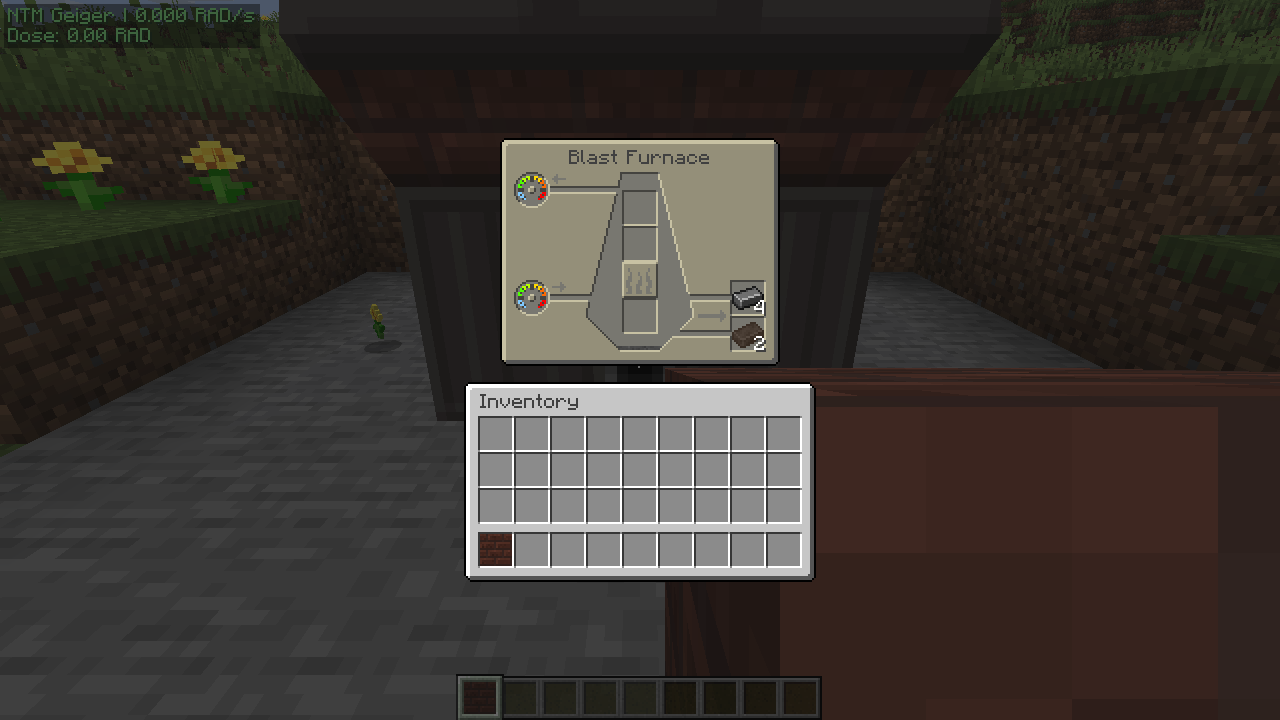 NTM Geiger | 0.000 RAD/s
Dose: 0.00 RAD
Blast Furnace
4
2
Inventory